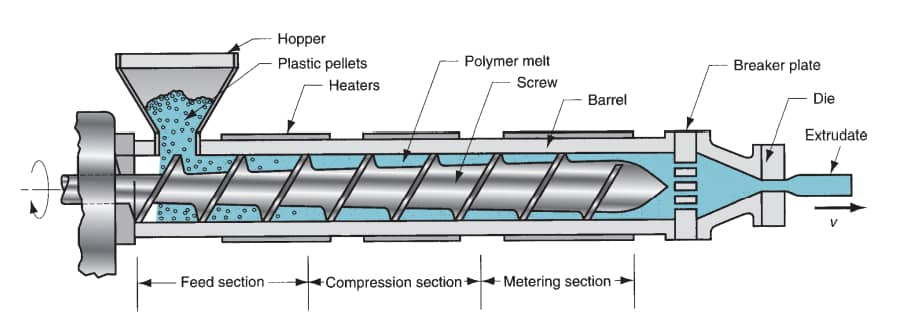 Hopper
Plastic pellets
Heaters
Polymer melt
Screw
Barrel
Breaker plate
Die
Extrudate
v
Feed section
Compression section
Metering section